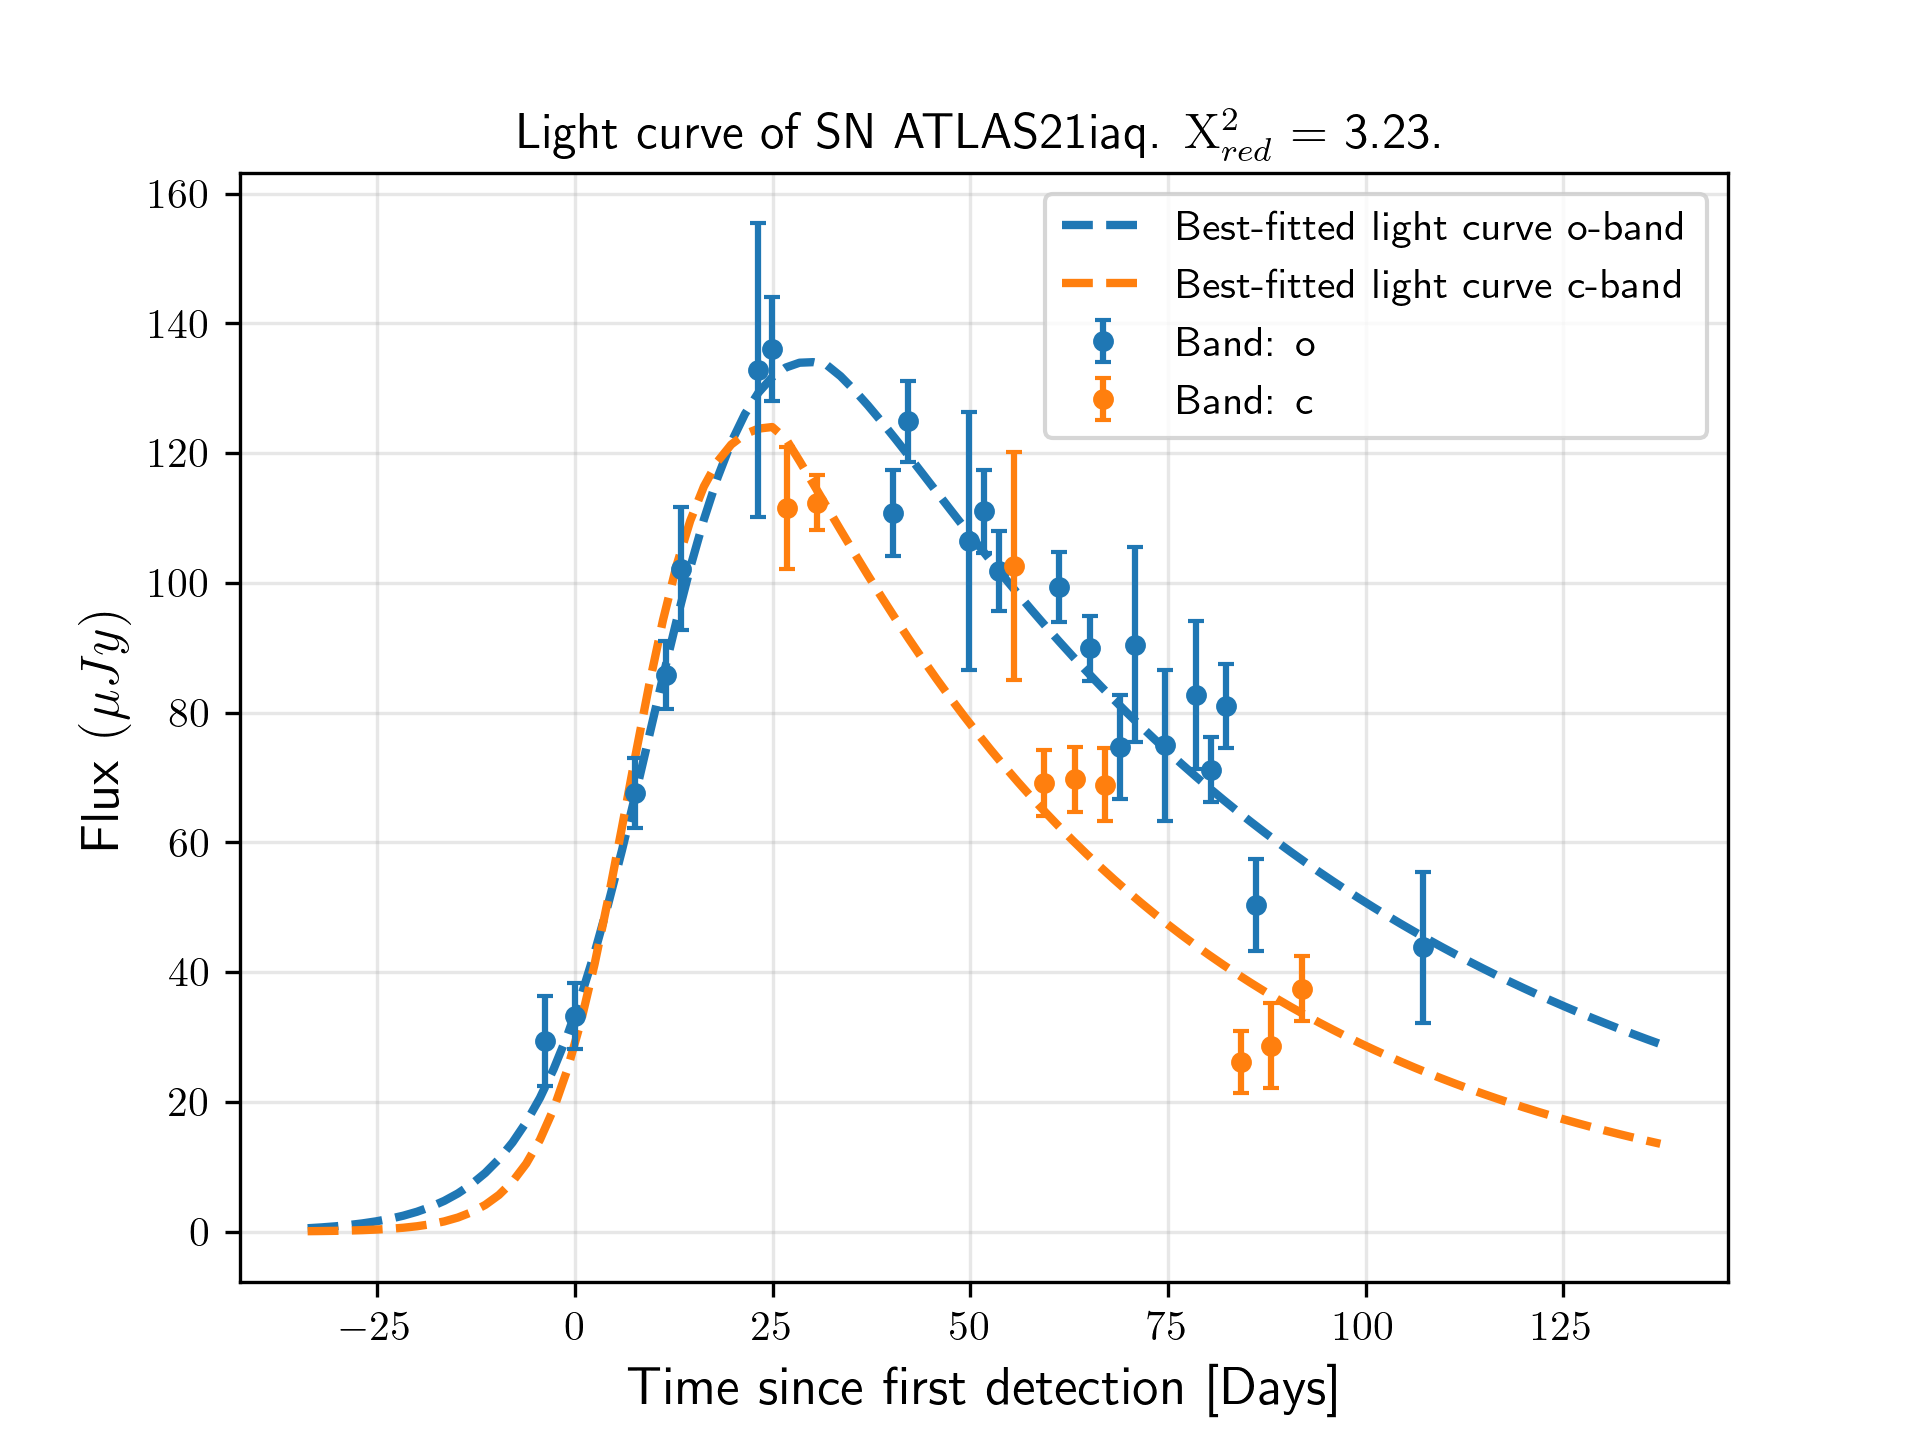 Light curve of SN ATLAS21iaq. X²_red = 3.23.
160
140
120
100
80
60
40
20
0
Flux (μJy)
Best-fitted light curve o-band
Best-fitted light curve c-band
Band: o
Band: c
−25 0 25 50 75 100 125
Time since first detection [Days]